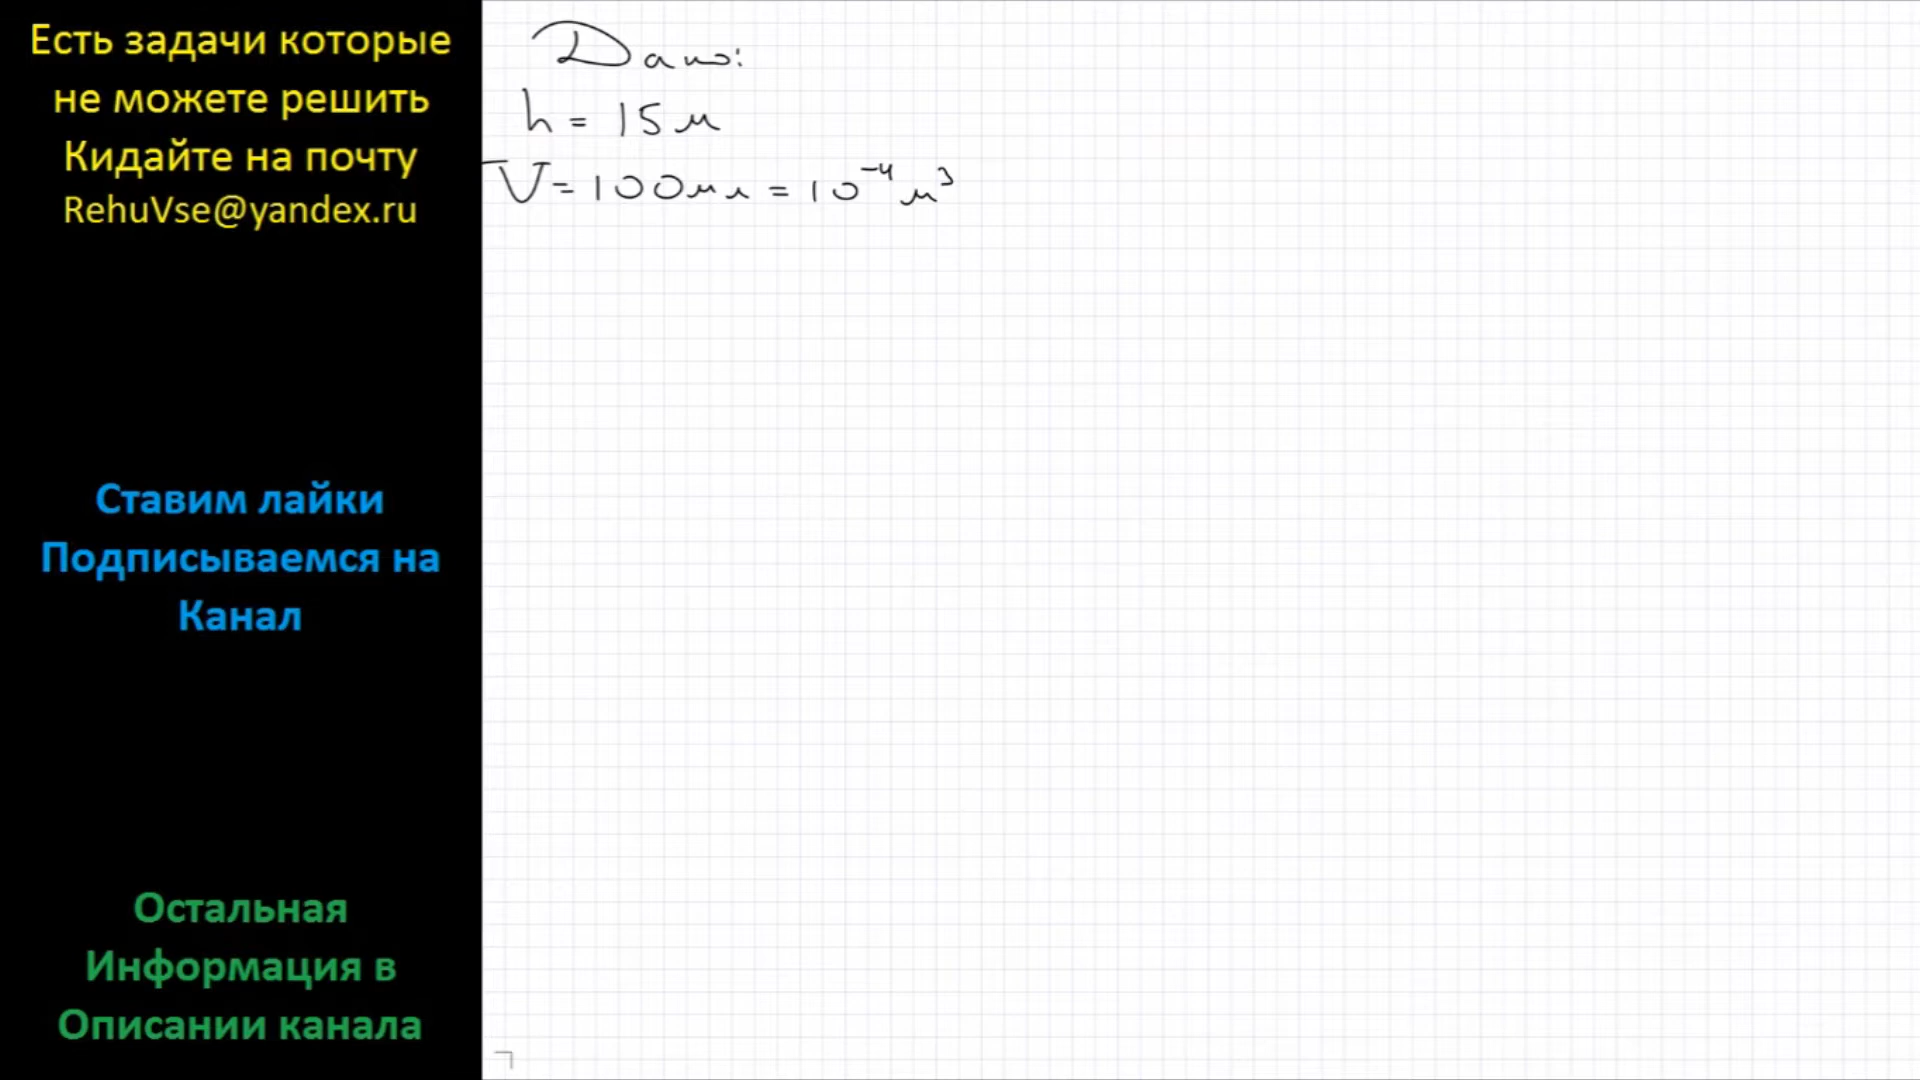 Есть задачи которые
не можете решить
Кидайте на почту
RehuVse@yandex.ru
Ставим лайки
Подписываемся на
Канал
Остальная
Информация в
Описании канала
Дано:
h = 15 м
V = 100 мл = 10⁻⁴ м³